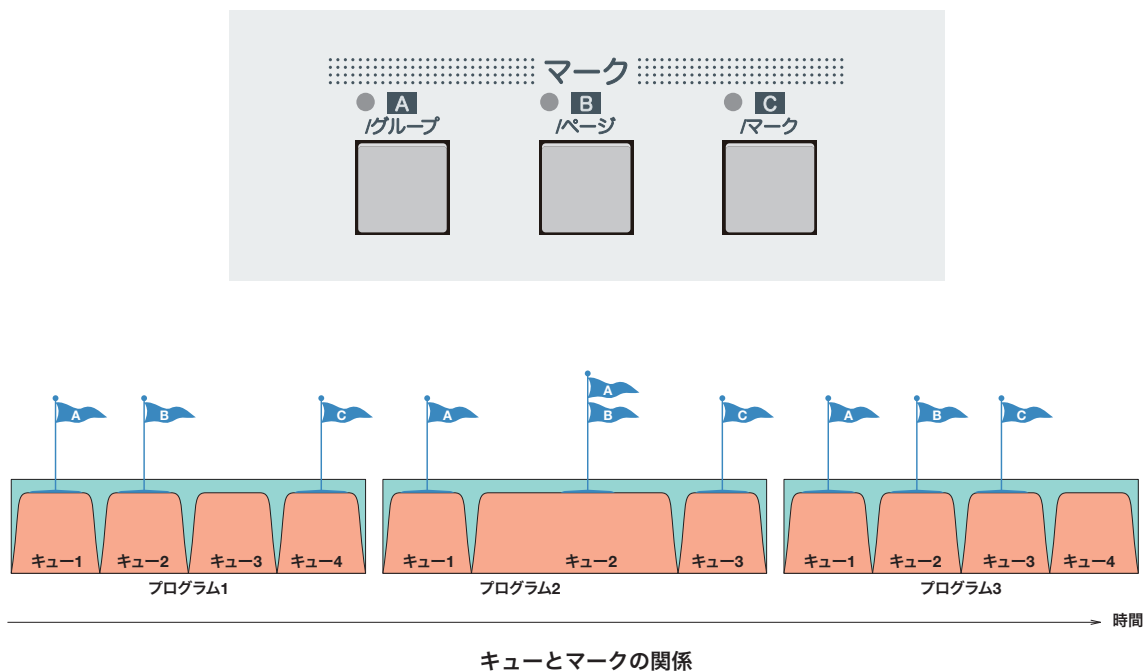 マーク
A B C
/グループ /ページ /マーク
A B C A A B C A B C
キュー1 キュー2 キュー3 キュー4 キュー1 キュー2 キュー3 キュー1 キュー2 キュー3 キュー4
プログラム1 プログラム2 プログラム3
時間
キューとマークの関係